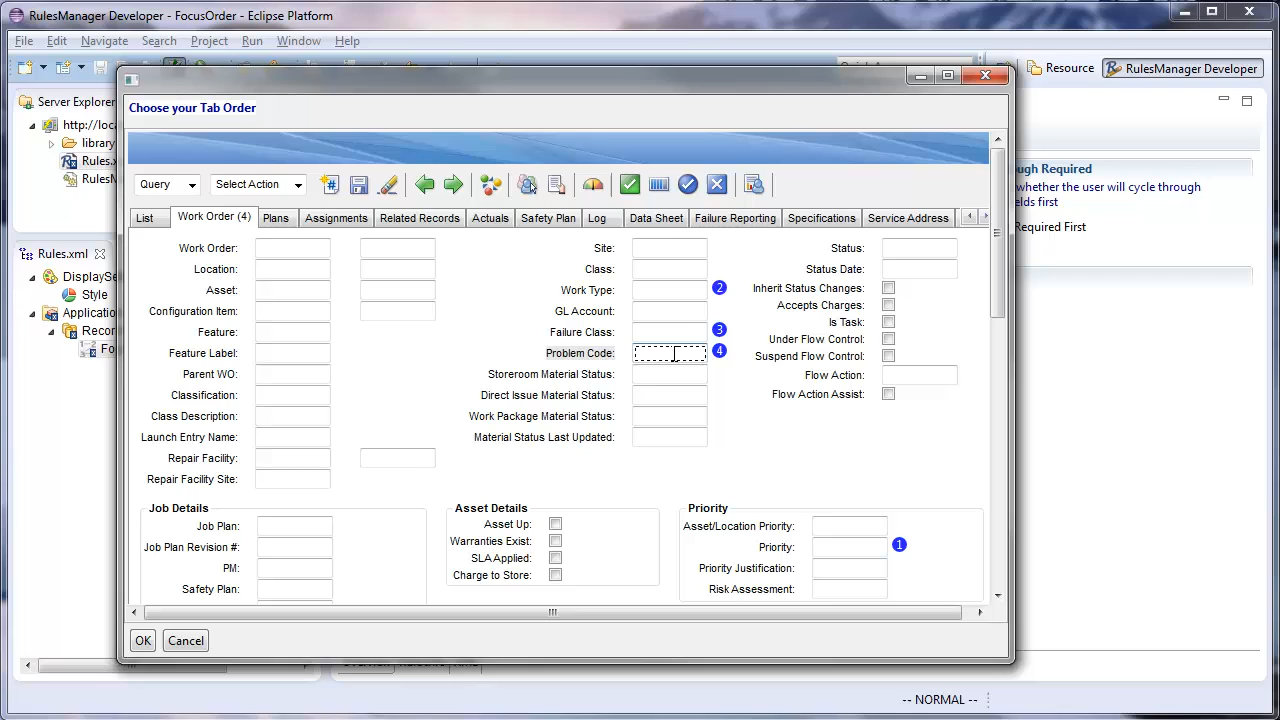 RulesManager Developer - FocusOrder - Eclipse Platform
File Edit Navigate Search Project Run Window Help
Resource
RulesManager Developer
Server Explorer
http://loca
library
Rules.x
RulesM
Rules.xml
DisplaySe
Style
Applicatio
Recor
Fo
Choose your Tab Order
Query
Select Action
List Work Order (4) Plans Assignments Related Records Actuals Safety Plan Log Data Sheet Failure Reporting Specifications Service Address
Work Order:
Location:
Asset:
Configuration Item:
Feature:
Feature Label:
Parent WO:
Classification:
Class Description:
Launch Entry Name:
Repair Facility:
Repair Facility Site:
Site:
Class:
Work Type: 2
GL Account:
Failure Class: 3
Problem Code: 4
Storeroom Material Status:
Direct Issue Material Status:
Work Package Material Status:
Material Status Last Updated:
Status:
Status Date:
Inherit Status Changes:
Accepts Charges:
Is Task:
Under Flow Control:
Suspend Flow Control:
Flow Action:
Flow Action Assist:
Job Details
Job Plan:
Job Plan Revision #:
PM:
Safety Plan:
Asset Details
Asset Up:
Warranties Exist:
SLA Applied:
Charge to Store:
Priority
Asset/Location Priority:
Priority: 1
Priority Justification:
Risk Assessment:
OK
Cancel
ugh Required
whether the user will cycle through
elds first
Required First
-- NORMAL --